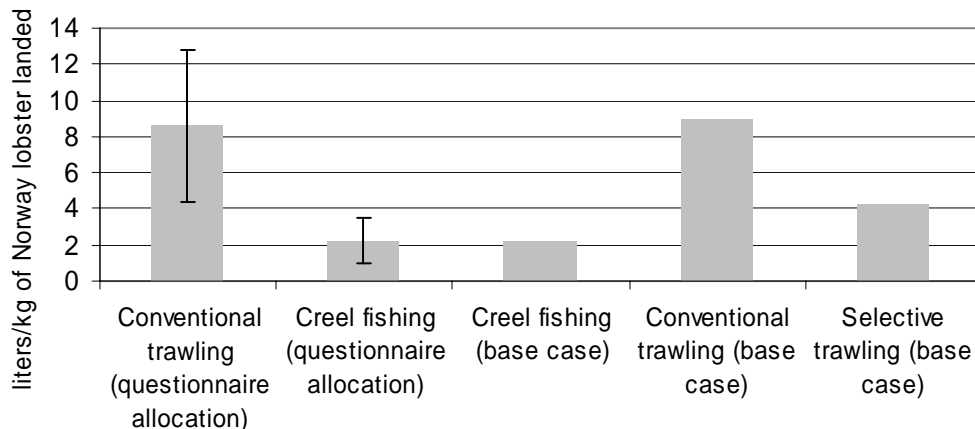 liters/kg of Norway lobster landed
14
12
10
8
6
4
2
0
Conventional
trawling
(questionnaire
allocation)
Creel fishing
(questionnaire
allocation)
Creel fishing
(base case)
Conventional
trawling (base
case)
Selective
trawling (base
case)